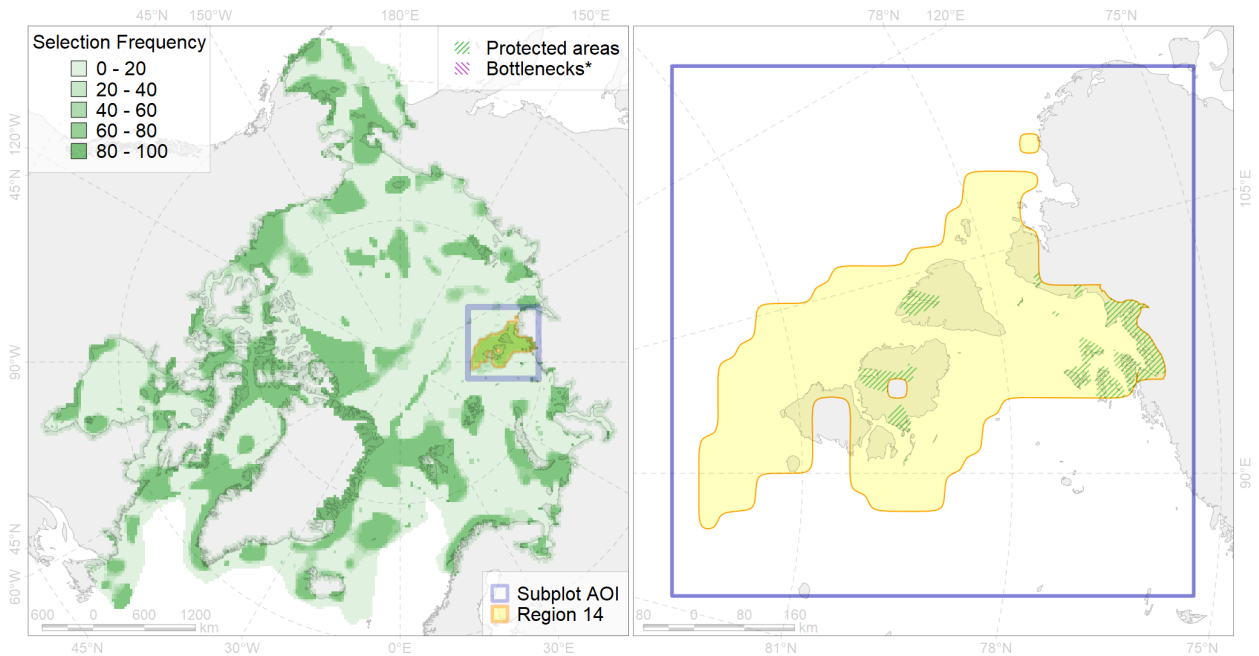 45°N 150°W 180°E 150°E 78°N 120°E 75°N
Selection Frequency
0 - 20
20 - 40
40 - 60
60 - 80
80 - 100
Protected areas
Bottlenecks*
120°W
45°N
90°W
45°N
60°W
105°E
90°E
Subplot AOI
Region 14
600 0 600 1200
km
80 0 80 160
km
45°N 30°W 0°E 30°E 81°N 78°N 75°N